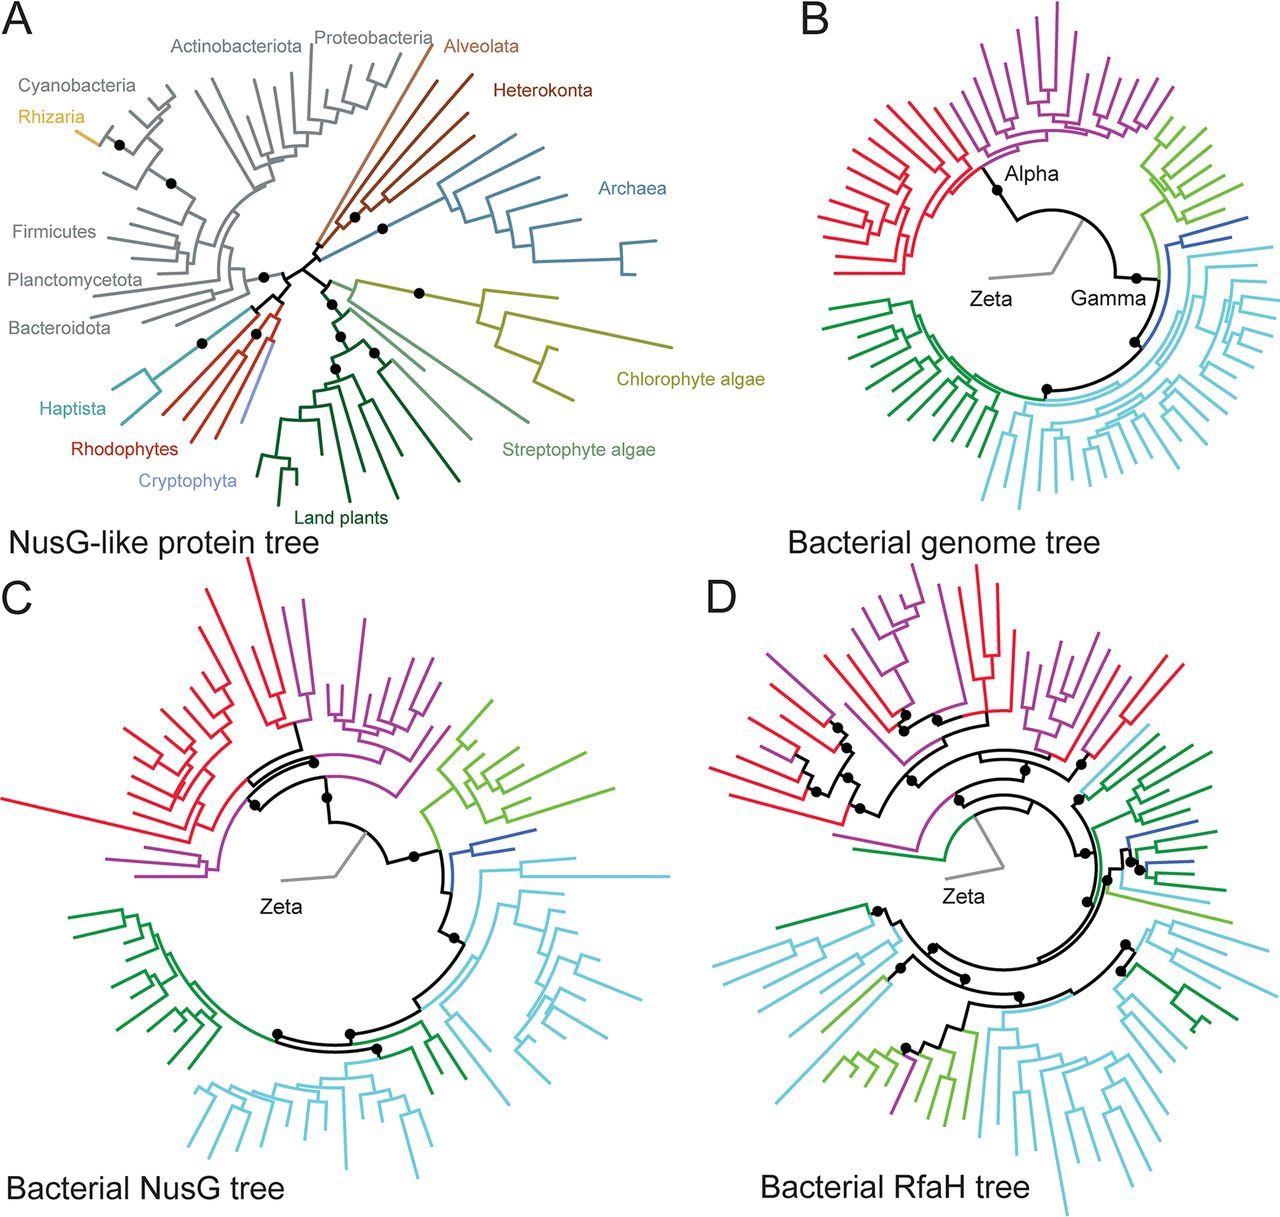 A
Actinobacteriota
Proteobacteria
Alveolata
Cyanobacteria
Heterokonta
Rhizaria
Archaea
Firmicutes
Planctomycetota
Bacteroidota
Chlorophyte algae
Haptista
Rhodophytes
Streptophyte algae
Cryptophyta
Land plants
NusG-like protein tree
B
Alpha
Zeta
Gamma
Bacterial genome tree
C
Zeta
Bacterial NusG tree
D
Zeta
Bacterial RfaH tree